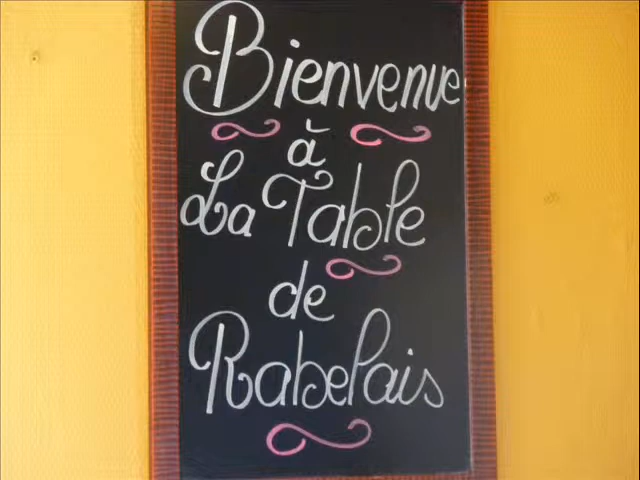 Bienvenue
à
La Table
de
Rabelais